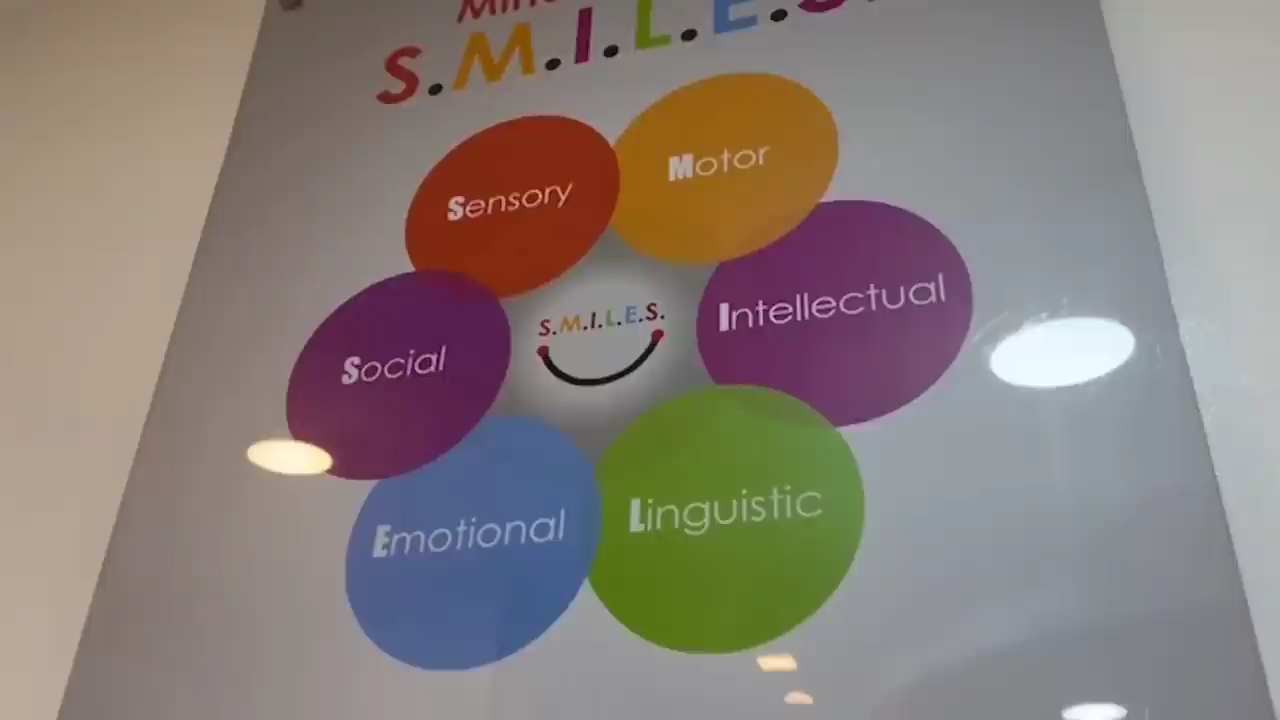 S.M.I.L.E.S.
Sensory
Motor
Intellectual
Linguistic
Emotional
Social
S.M.I.L.E.S.